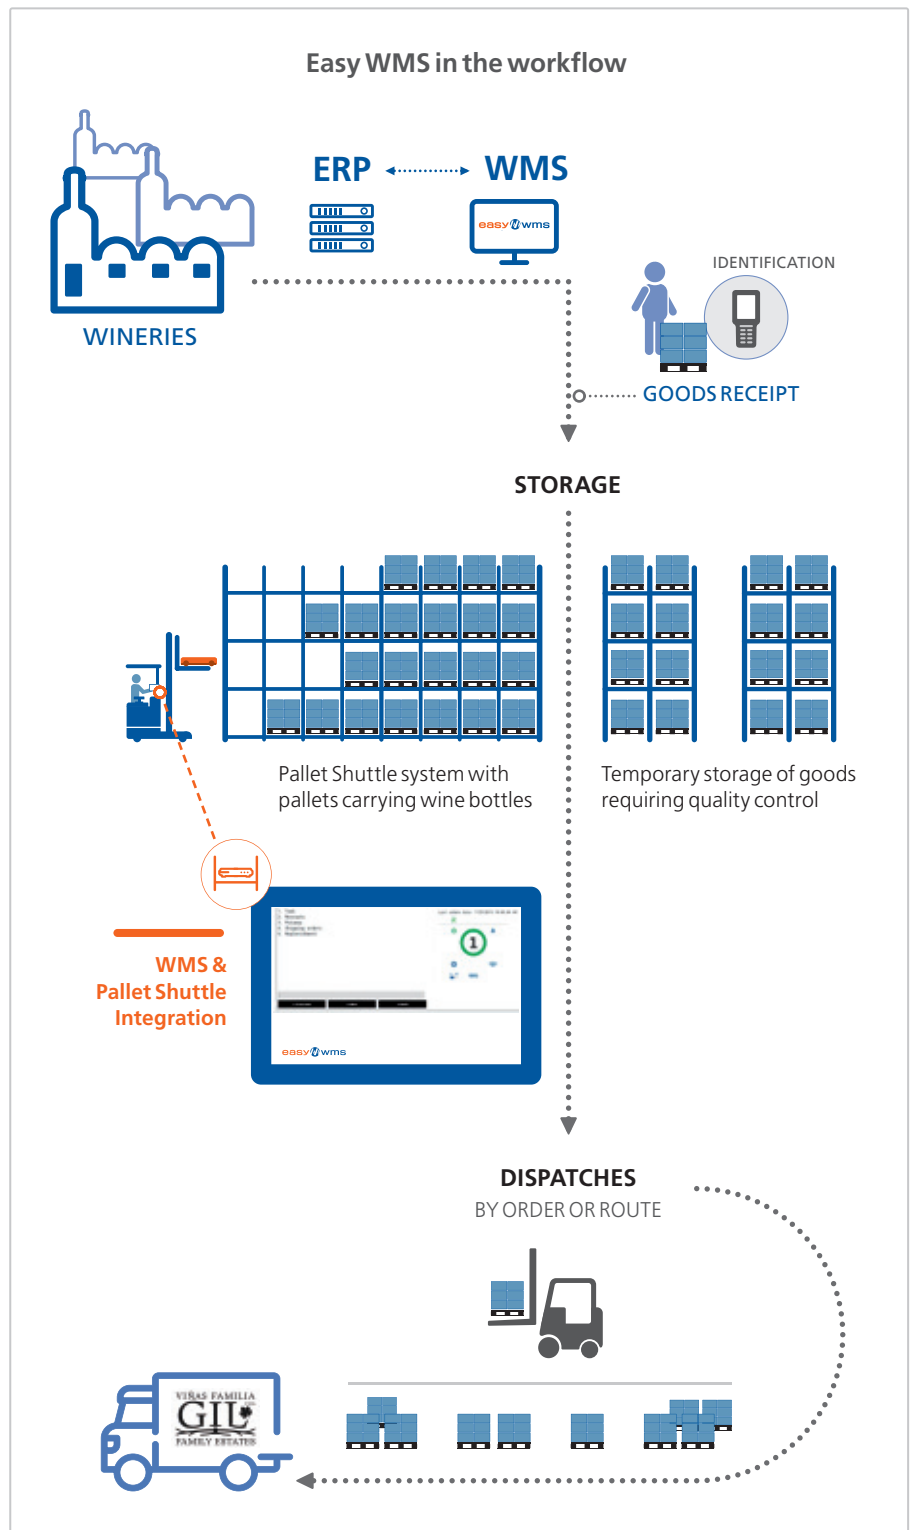 Easy WMS in the workflow
ERP
WMS
easy wms
IDENTIFICATION
WINERIES
GOODS RECEIPT
STORAGE
Pallet Shuttle system with
pallets carrying wine bottles
Temporary storage of goods
requiring quality control
1
WMS &
Pallet Shuttle
Integration
easy wms
DISPATCHES
BY ORDER OR ROUTE
VIÑAS FAMILIA
GIL
FAMILY ESTATES